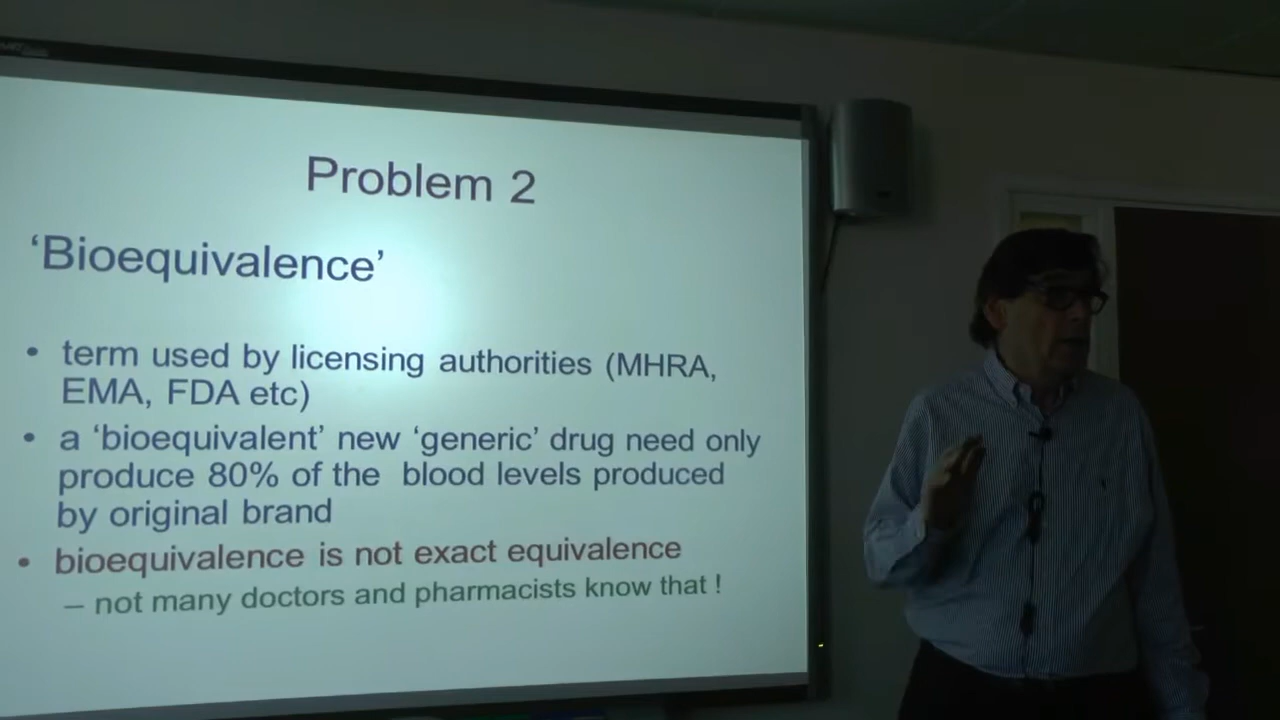 Problem 2
‘Bioequivalence’
• term used by licensing authorities (MHRA,
EMA, FDA etc)
• a ‘bioequivalent’ new ‘generic’ drug need only
produce 80% of the blood levels produced
by original brand
• bioequivalence is not exact equivalence
– not many doctors and pharmacists know that !